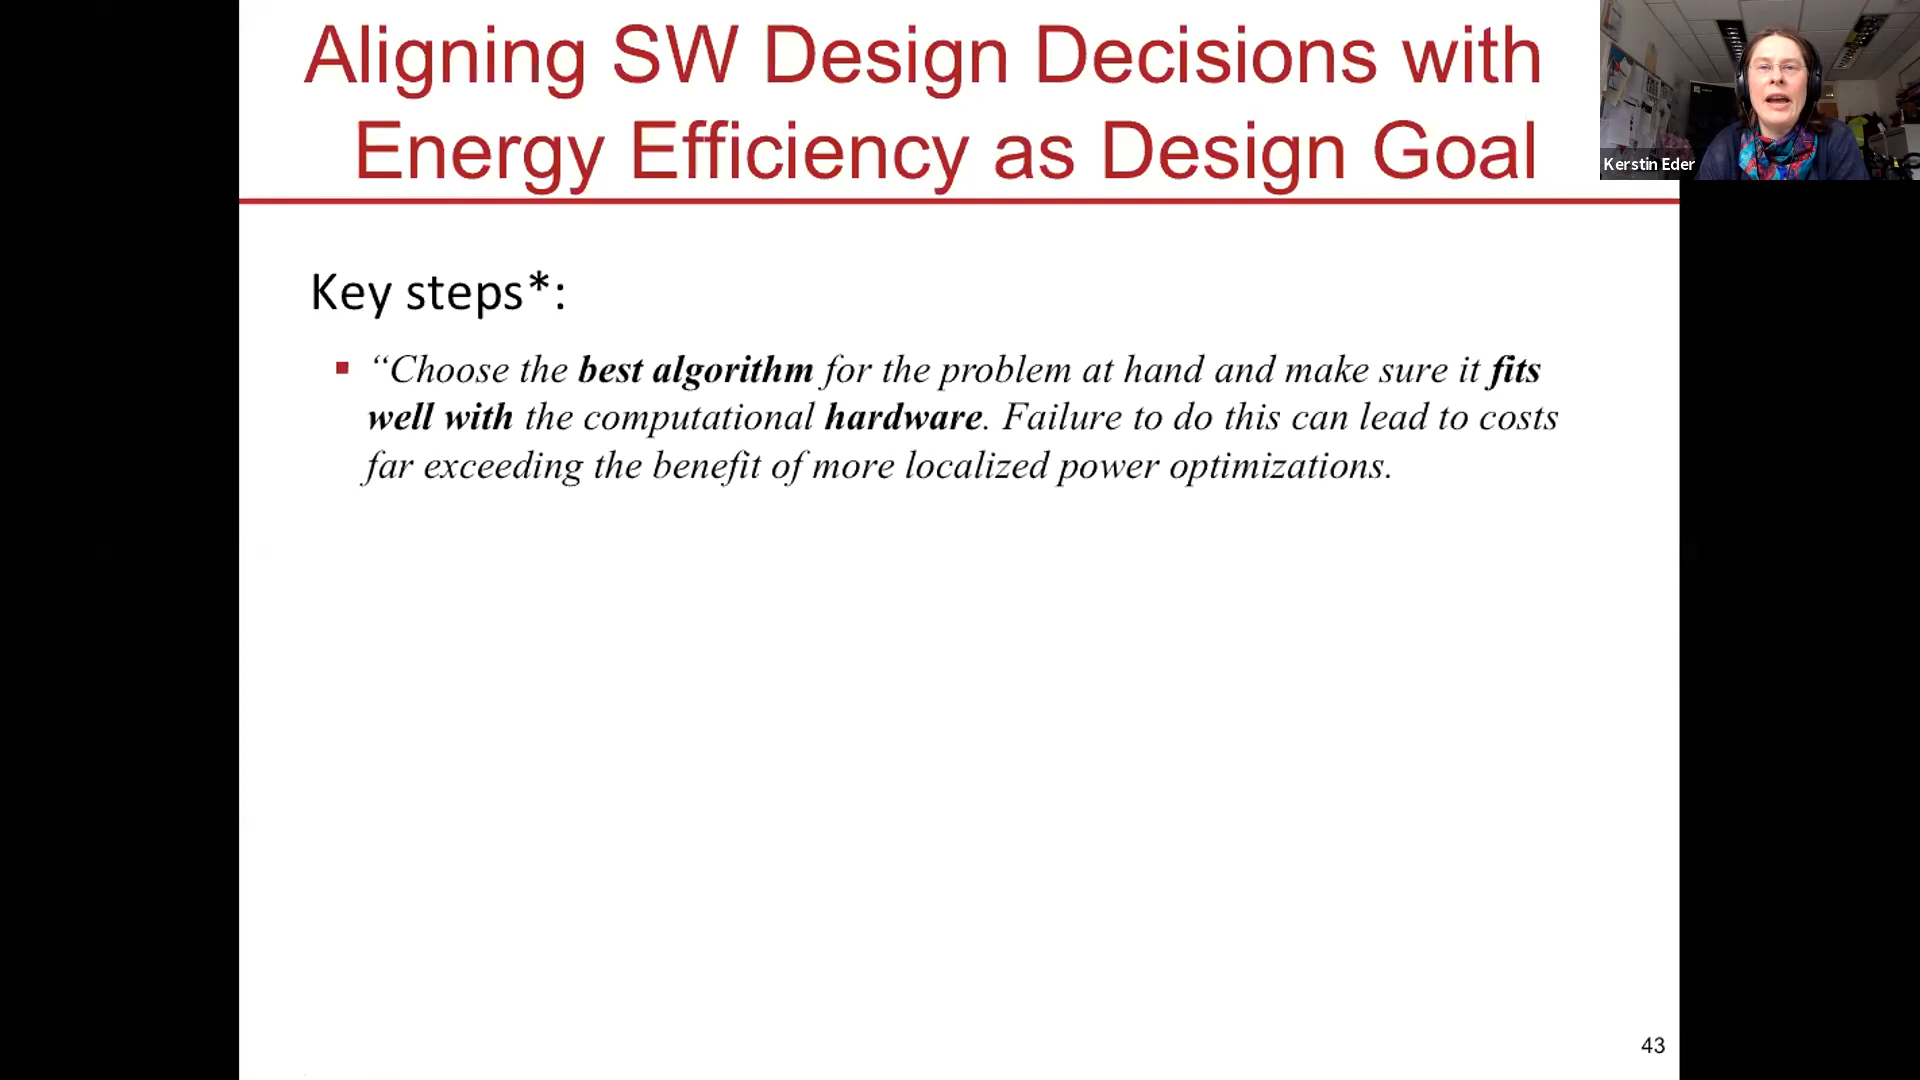 Aligning SW Design Decisions with
Energy Efficiency as Design Goal
Kerstin Eder
Key steps*:
“Choose the best algorithm for the problem at hand and make sure it fits
well with the computational hardware. Failure to do this can lead to costs
far exceeding the benefit of more localized power optimizations.
43